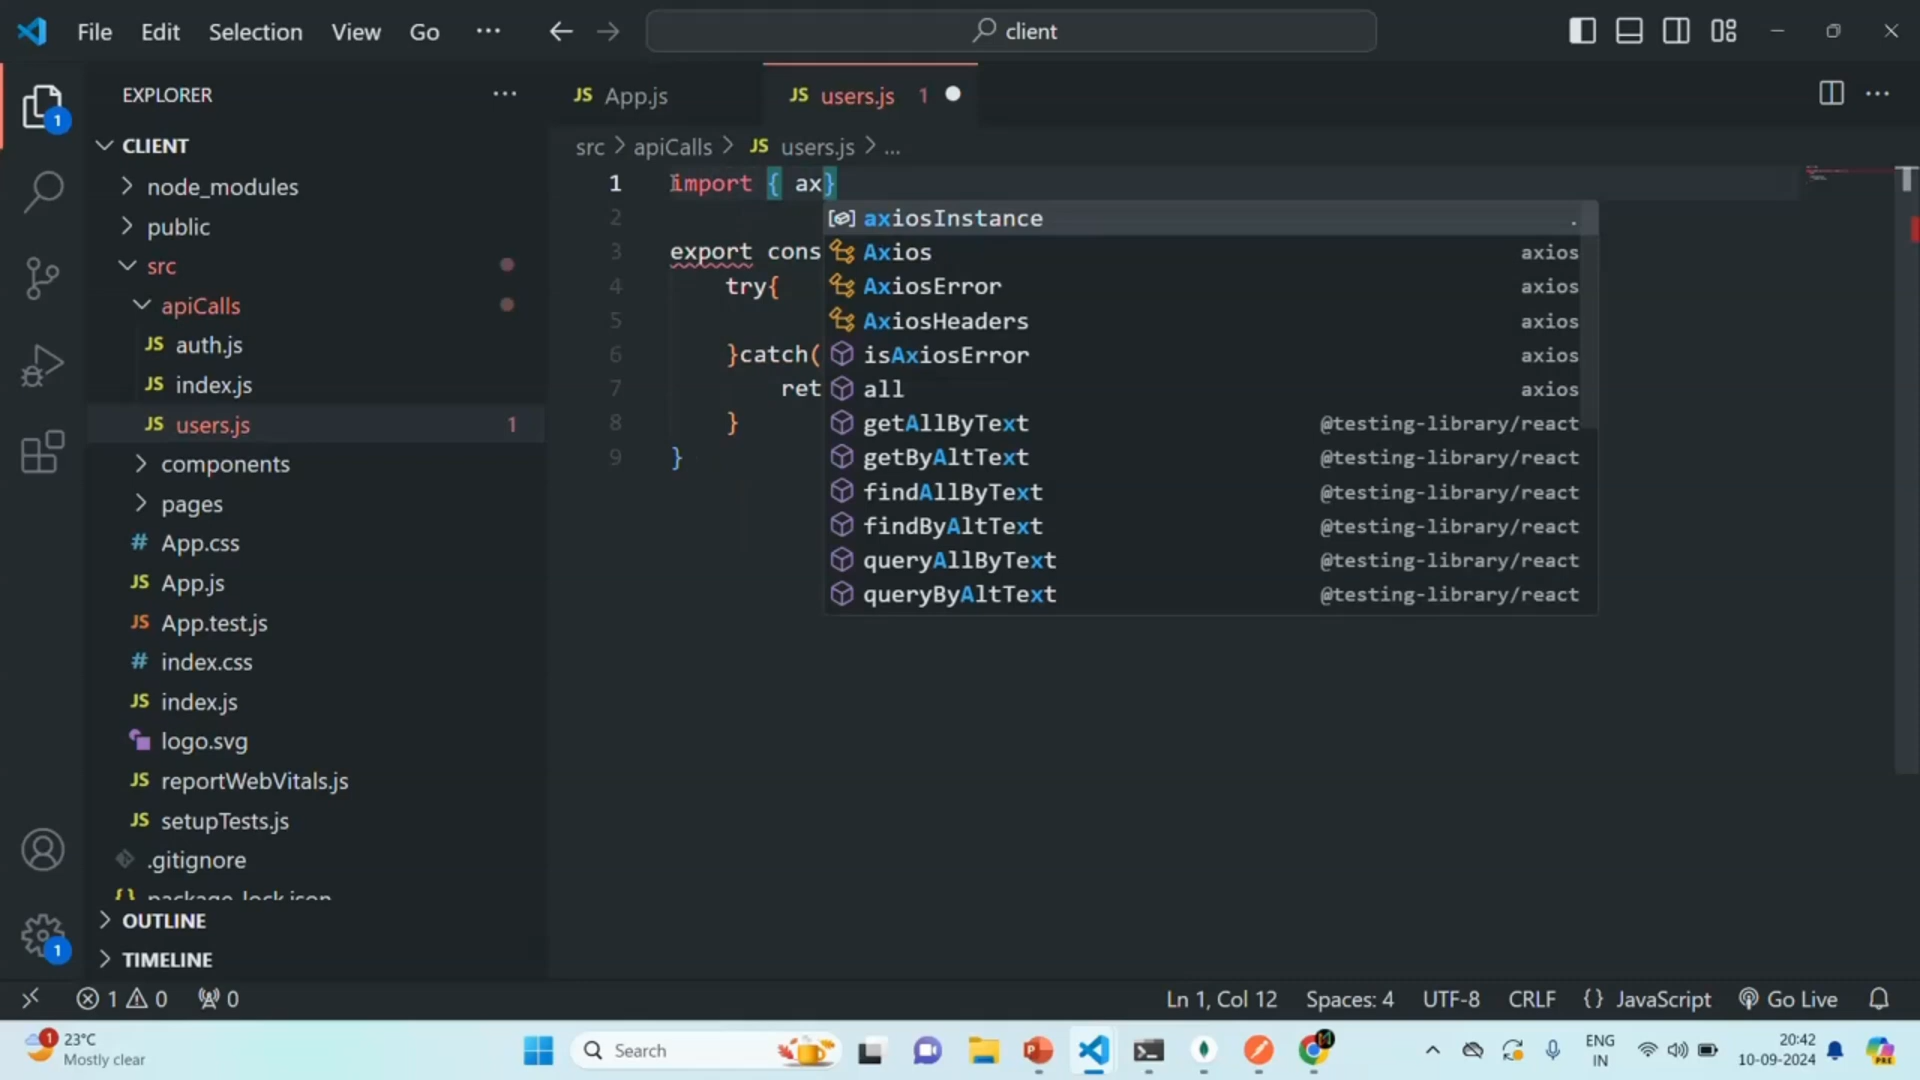 File Edit Selection View Go ··· client
EXPLORER ···
App.js
users.js 1
src > apiCalls > JS users.js > ...
CLIENT
node_modules
public
src
apiCalls
JS auth.js
JS index.js
JS users.js 1
components
pages
# App.css
JS App.js
JS App.test.js
# index.css
JS index.js
logo.svg
JS reportWebVitals.js
JS setupTests.js
.gitignore
{} package-lock.json
OUTLINE
TIMELINE
1 import { ax}
2
3 export cons
4 try{
5
6 }catch(
7 ret
8 }
9 }
axiosInstance .
Axios axios
AxiosError axios
AxiosHeaders axios
isAxiosError axios
all axios
getAllByText @testing-library/react
getByAltText @testing-library/react
findAllByText @testing-library/react
findByAltText @testing-library/react
queryAllByText @testing-library/react
queryByAltText @testing-library/react
1 0 0 Ln 1, Col 12 Spaces: 4 UTF-8 CRLF {} JavaScript Go Live
1 23°C
Mostly clear
Search
ENG
IN
20:42
10-09-2024
PRE